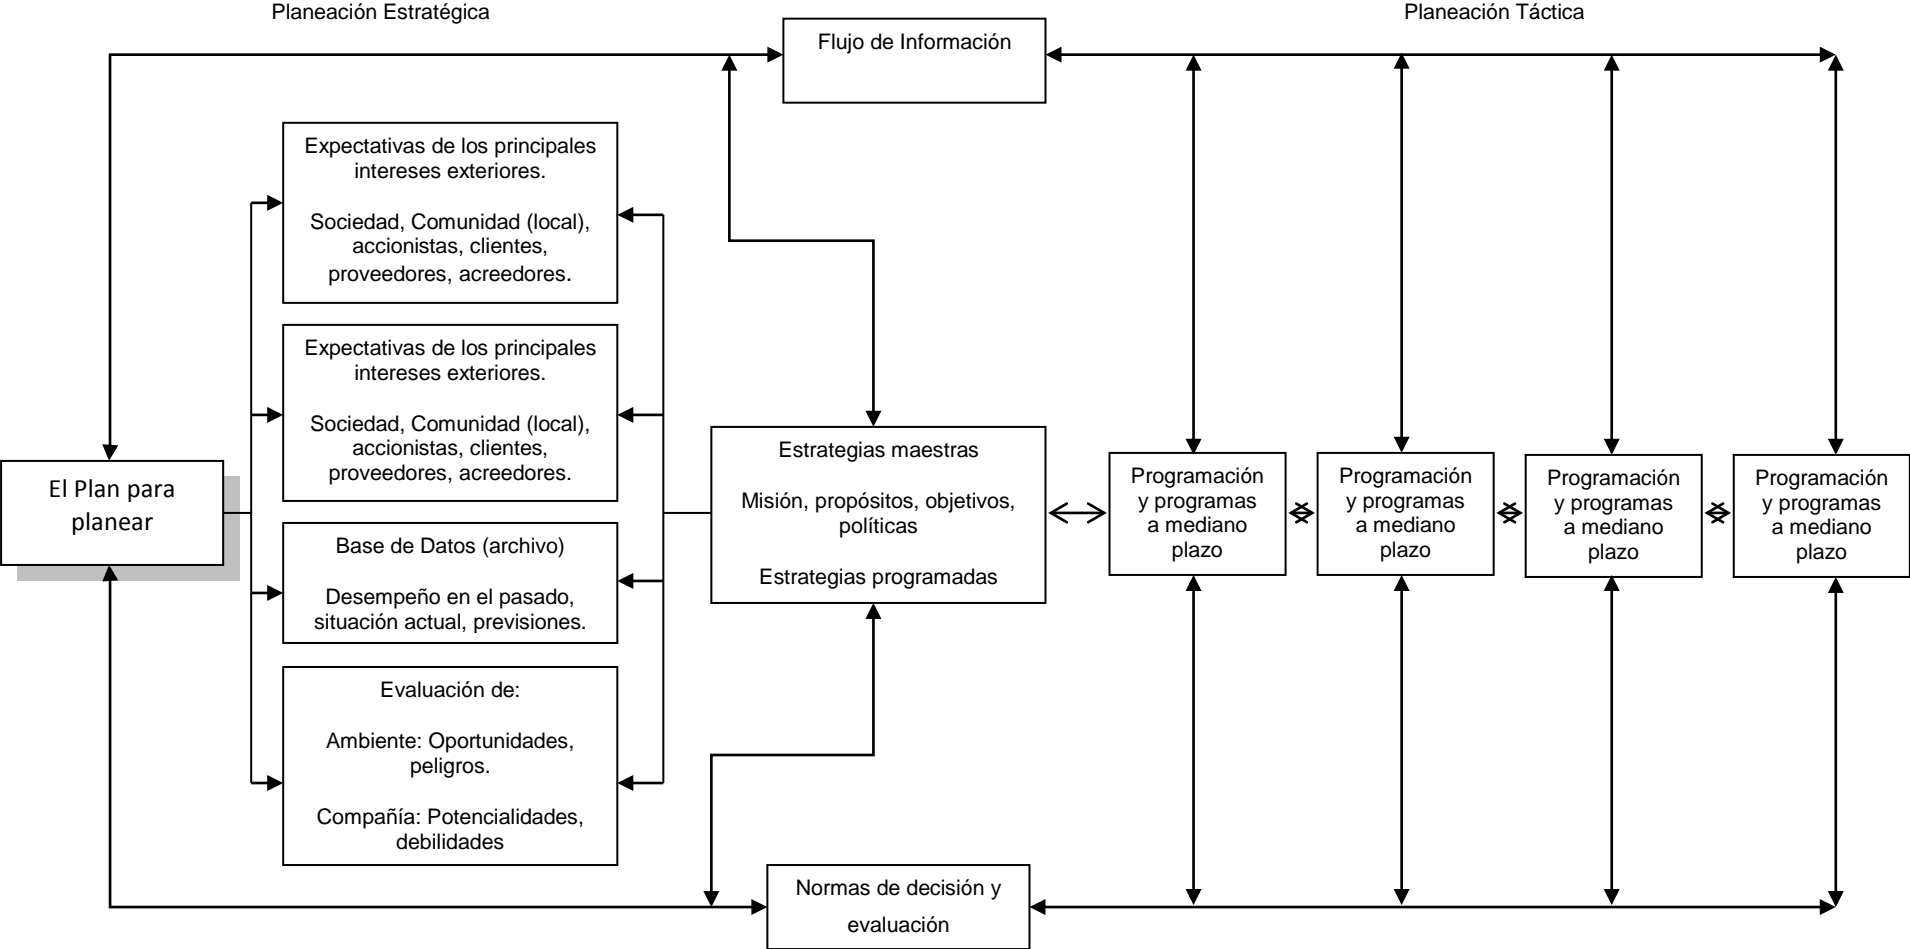 Planeación Estratégica
Planeación Táctica
Flujo de Información
Expectativas de los principales
intereses exteriores.
Sociedad, Comunidad (local),
accionistas, clientes,
proveedores, acreedores.
Expectativas de los principales
intereses exteriores.
Sociedad, Comunidad (local),
accionistas, clientes,
proveedores, acreedores.
El Plan para
planear
Base de Datos (archivo)
Desempeño en el pasado,
situación actual, previsiones.
Evaluación de:
Ambiente: Oportunidades,
peligros.
Compañía: Potencialidades,
debilidades
Estrategias maestras
Misión, propósitos, objetivos,
políticas
Estrategias programadas
Programación
y programas
a mediano
plazo
Programación
y programas
a mediano
plazo
Programación
y programas
a mediano
plazo
Programación
y programas
a mediano
plazo
Normas de decisión y
evaluación